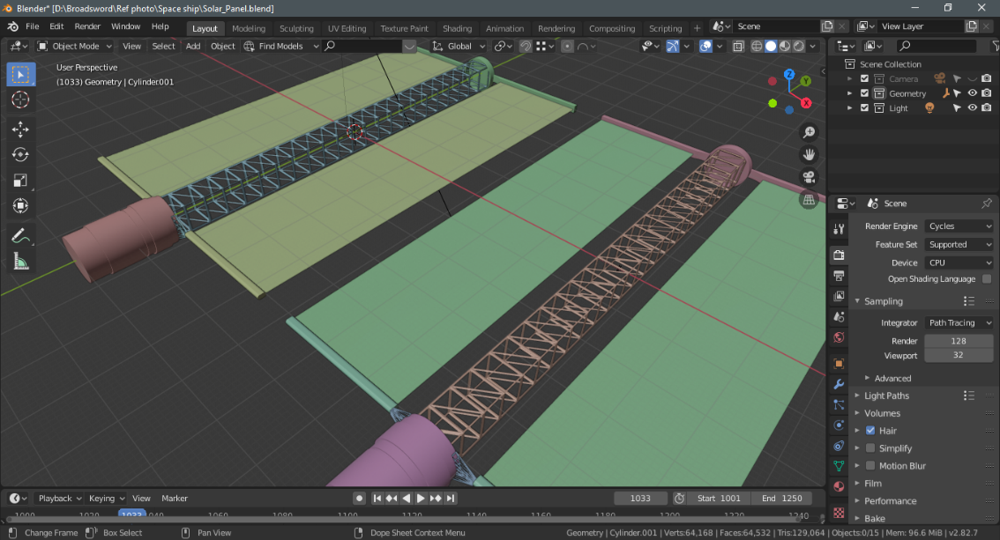 Blender* [D:\Broadsword\Ref photo\Space ship\Solar_Panel.blend]
File Edit Render Window Help Layout Modeling Sculpting UV Editing Texture Paint Shading Animation Rendering Compositing Scripting + Scene View Layer
Object Mode View Select Add Object Find Models Global
User Perspective
(1033) Geometry | Cylinder.001
Z
Y
X
Scene Collection
Camera
Geometry
Light
Scene
Render Engine Cycles
Feature Set Supported
Device CPU
Open Shading Language
Sampling
Integrator Path Tracing
Render 128
Viewport 32
Advanced
Light Paths
Volumes
Hair
Simplify
Motion Blur
Film
Performance
Bake
Playback Keying View Marker 1033 Start 1001 End 1250
1000 1020 1033 040 1060 1080 1100 1120 1140 1160 1180 1200 1220 1240
Change Frame Box Select Pan View Dope Sheet Context Menu Geometry | Cylinder.001 | Verts:64,168 | Faces:64,532 | Tris:129,064 | Objects:0/15 | Mem: 96.6 MiB | v2.82.7